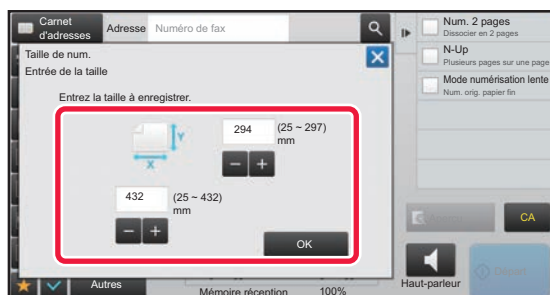 Carnet
d'adresses
Adresse
Numéro de fax
Num. 2 pages
Dissocier en 2 pages
N-Up
Plusieurs pages sur une page
Mode numérisation lente
Num. orig. papier fin
Taille de num.
Entrée de la taille
Entrez la taille à enregistrer.
Y
X
294
(25 ~ 297)
mm
432
(25 ~ 432)
mm
OK
CA
Autres
Mémoire réception
100%
Haut-parleur
Départ